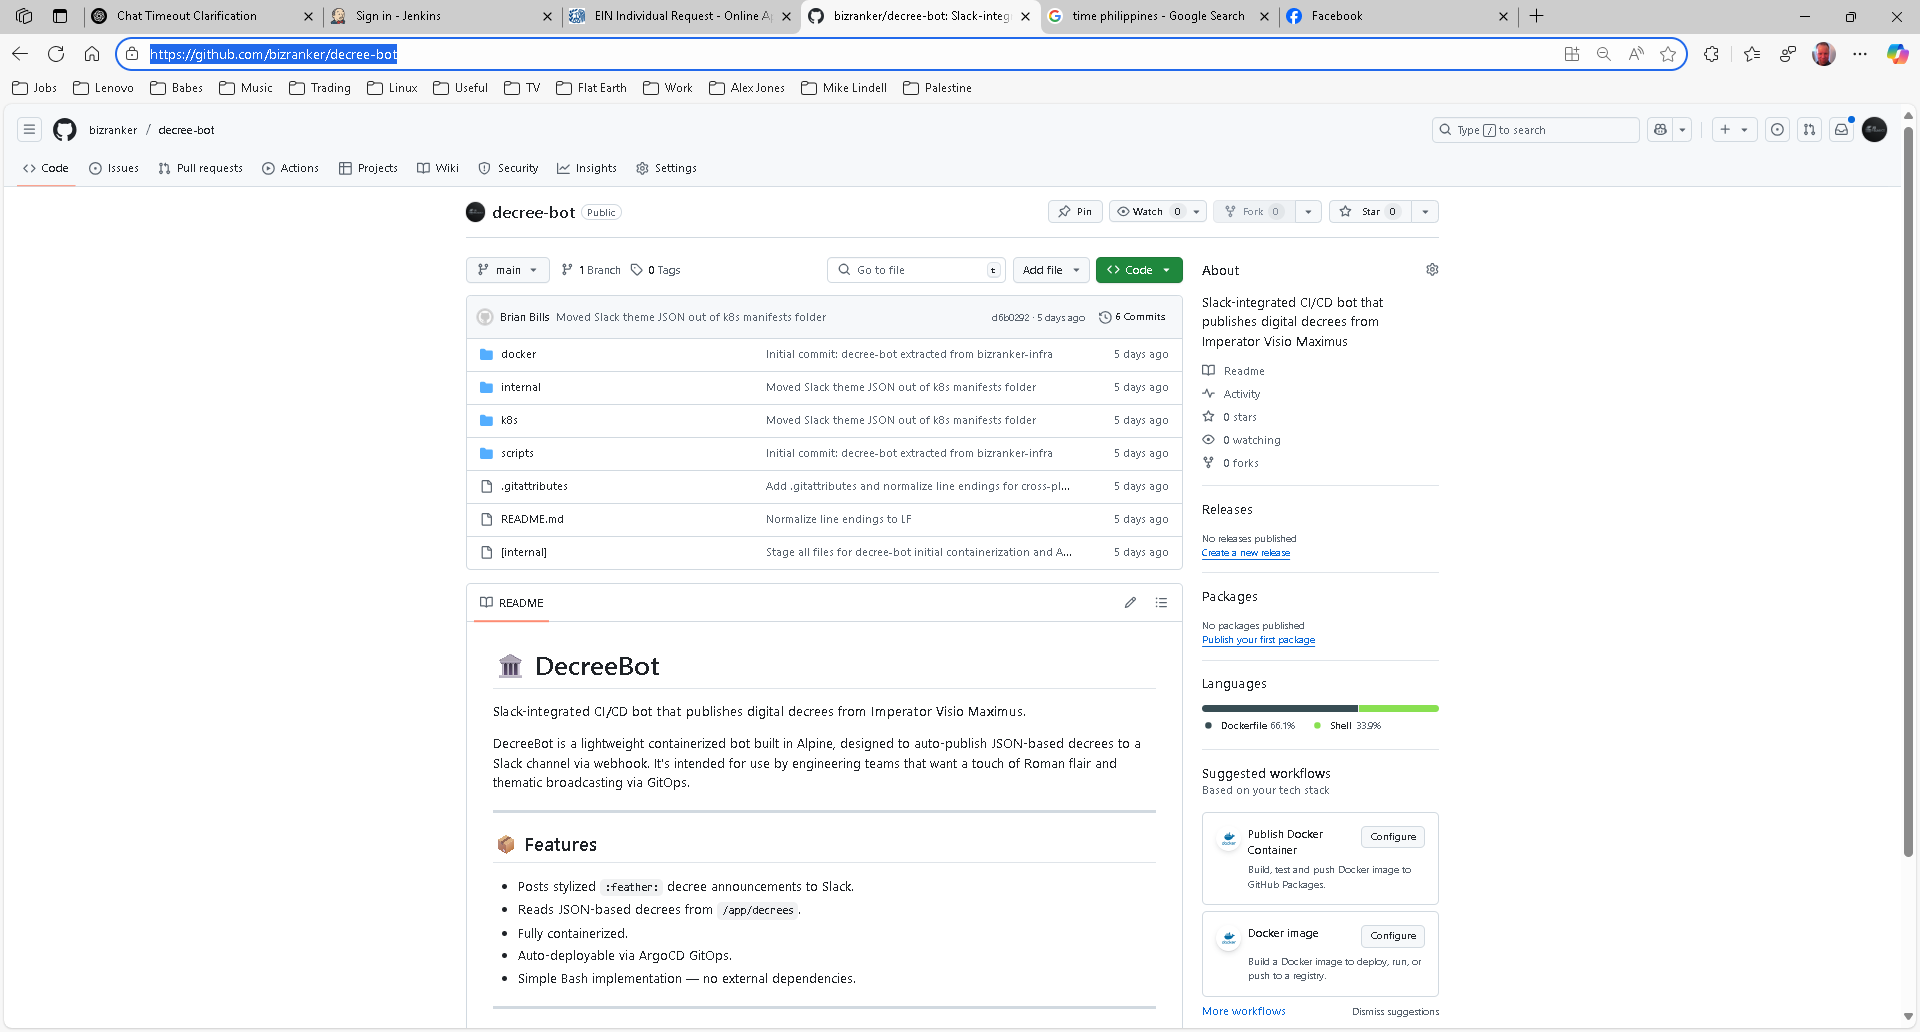 Chat Timeout Clarification
Sign in - Jenkins
EIN Individual Request - Online A
bizranker/decree-bot: Slack-integ
time philippines - Google Search
Facebook
https://github.com/bizranker/decree-bot
Jobs Lenovo Babes Music Trading Linux Useful TV Flat Earth Work Alex Jones Mike Lindell Palestine
bizranker / decree-bot
Type / to search
Code Issues Pull requests Actions Projects Wiki Security Insights Settings
decree-bot Public
Pin Watch 0 Fork 0 Star 0
main 1 Branch 0 Tags
Go to file t Add file Code
Brian Bills Moved Slack theme JSON out of k8s manifests folder d6b0292 · 5 days ago 6 Commits
docker Initial commit: decree-bot extracted from bizranker-infra 5 days ago
internal Moved Slack theme JSON out of k8s manifests folder 5 days ago
k8s Moved Slack theme JSON out of k8s manifests folder 5 days ago
scripts Initial commit: decree-bot extracted from bizranker-infra 5 days ago
.gitattributes Add .gitattributes and normalize line endings for cross-pl... 5 days ago
README.md Normalize line endings to LF 5 days ago
[internal] Stage all files for decree-bot initial containerization and A... 5 days ago
README
DecreeBot
Slack-integrated CI/CD bot that publishes digital decrees from Imperator Visio Maximus.
DecreeBot is a lightweight containerized bot built in Alpine, designed to auto-publish JSON-based decrees to a
Slack channel via webhook. It's intended for use by engineering teams that want a touch of Roman flair and
thematic broadcasting via GitOps.
Features
Posts stylized :feather: decree announcements to Slack.
Reads JSON-based decrees from /app/decrees.
Fully containerized.
Auto-deployable via ArgoCD GitOps.
Simple Bash implementation — no external dependencies.
About
Slack-integrated CI/CD bot that
publishes digital decrees from
Imperator Visio Maximus
Readme
Activity
0 stars
0 watching
0 forks
Releases
No releases published
Create a new release
Packages
No packages published
Publish your first package
Languages
Dockerfile 66.1% Shell 33.9%
Suggested workflows
Based on your tech stack
Publish Docker
Container
Configure
Build, test and push Docker image to
GitHub Packages.
Docker image
Configure
Build a Docker image to deploy, run, or
push to a registry.
More workflows Dismiss suggestions